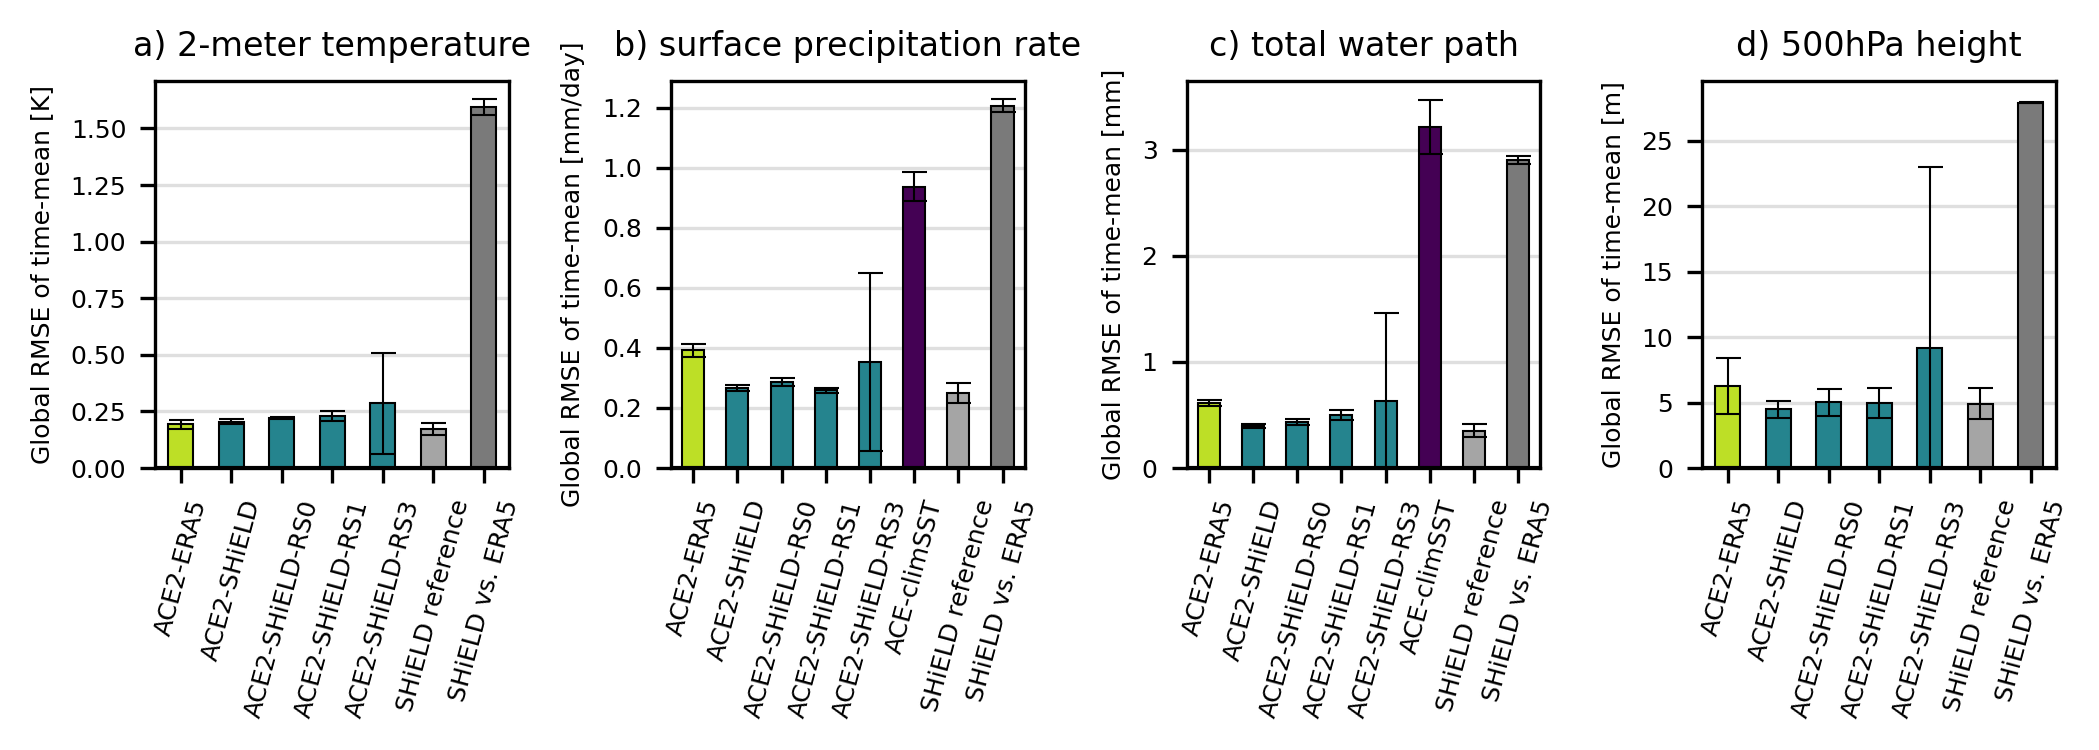 a) 2-meter temperature
Global RMSE of time-mean [K]
1.50
1.25
1.00
0.75
0.50
0.25
0.00
ACE2-ERA5
ACE2-SHiELD
ACE2-SHiELD-RS0
ACE2-SHiELD-RS1
ACE2-SHiELD-RS3
SHiELD reference
SHiELD vs. ERA5
b) surface precipitation rate
Global RMSE of time-mean [mm/day]
1.2
1.0
0.8
0.6
0.4
0.2
0.0
ACE2-ERA5
ACE2-SHiELD
ACE2-SHiELD-RS0
ACE2-SHiELD-RS1
ACE2-SHiELD-RS3
ACE-climSST
SHiELD reference
SHiELD vs. ERA5
c) total water path
Global RMSE of time-mean [mm]
3
2
1
0
ACE2-ERA5
ACE2-SHiELD
ACE2-SHiELD-RS0
ACE2-SHiELD-RS1
ACE2-SHiELD-RS3
ACE-climSST
SHiELD reference
SHiELD vs. ERA5
d) 500hPa height
Global RMSE of time-mean [m]
25
20
15
10
5
0
ACE2-ERA5
ACE2-SHiELD
ACE2-SHiELD-RS0
ACE2-SHiELD-RS1
ACE2-SHiELD-RS3
SHiELD reference
SHiELD vs. ERA5